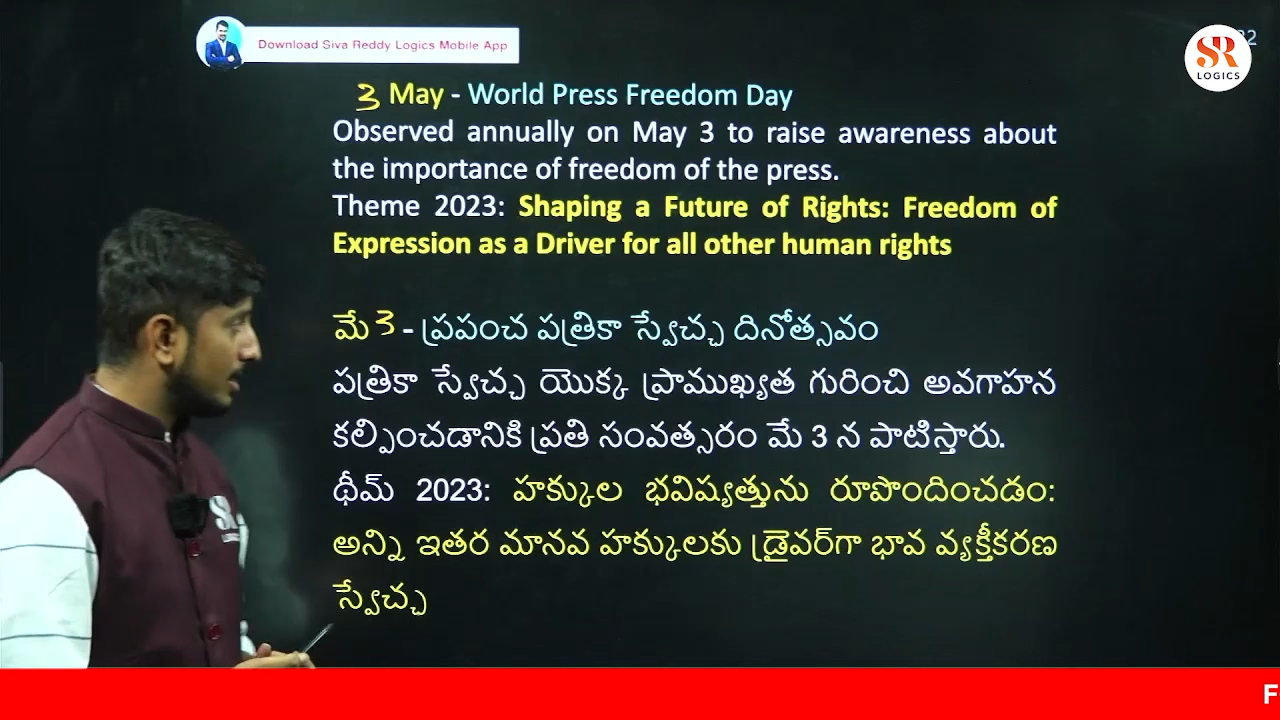 Download Siva Reddy Logics Mobile App
SR
LOGICS
3 May - World Press Freedom Day
Observed annually on May 3 to raise awareness about
the importance of freedom of the press.
Theme 2023: Shaping a Future of Rights: Freedom of
Expression as a Driver for all other human rights
మే 3 - ప్రపంచ పత్రికా స్వేచ్ఛ దినోత్సవం
పత్రికా స్వేచ్ఛ యొక్క ప్రాముఖ్యత గురించి అవగాహన
కల్పించడానికి ప్రతి సంవత్సరం మే 3 న పాటిస్తారు.
థీమ్ 2023: హక్కుల భవిష్యత్తును రూపొందించడం:
అన్ని ఇతర మానవ హక్కులకు డ్రైవర్‌గా భావ వ్యక్తీకరణ
స్వేచ్ఛ
F